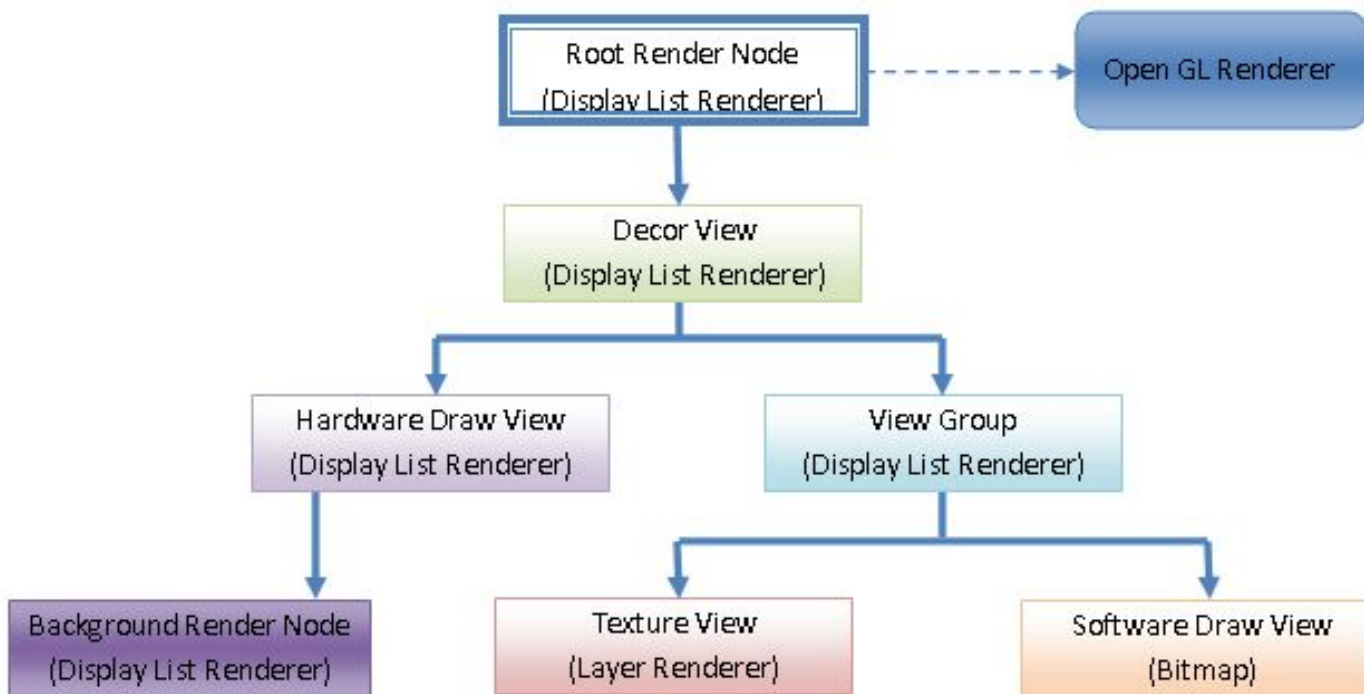 Root Render Node
(Display List Renderer)
Open GL Renderer
Decor View
(Display List Renderer)
Hardware Draw View
(Display List Renderer)
View Group
(Display List Renderer)
Background Render Node
(Display List Renderer)
Texture View
(Layer Renderer)
Software Draw View
(Bitmap)